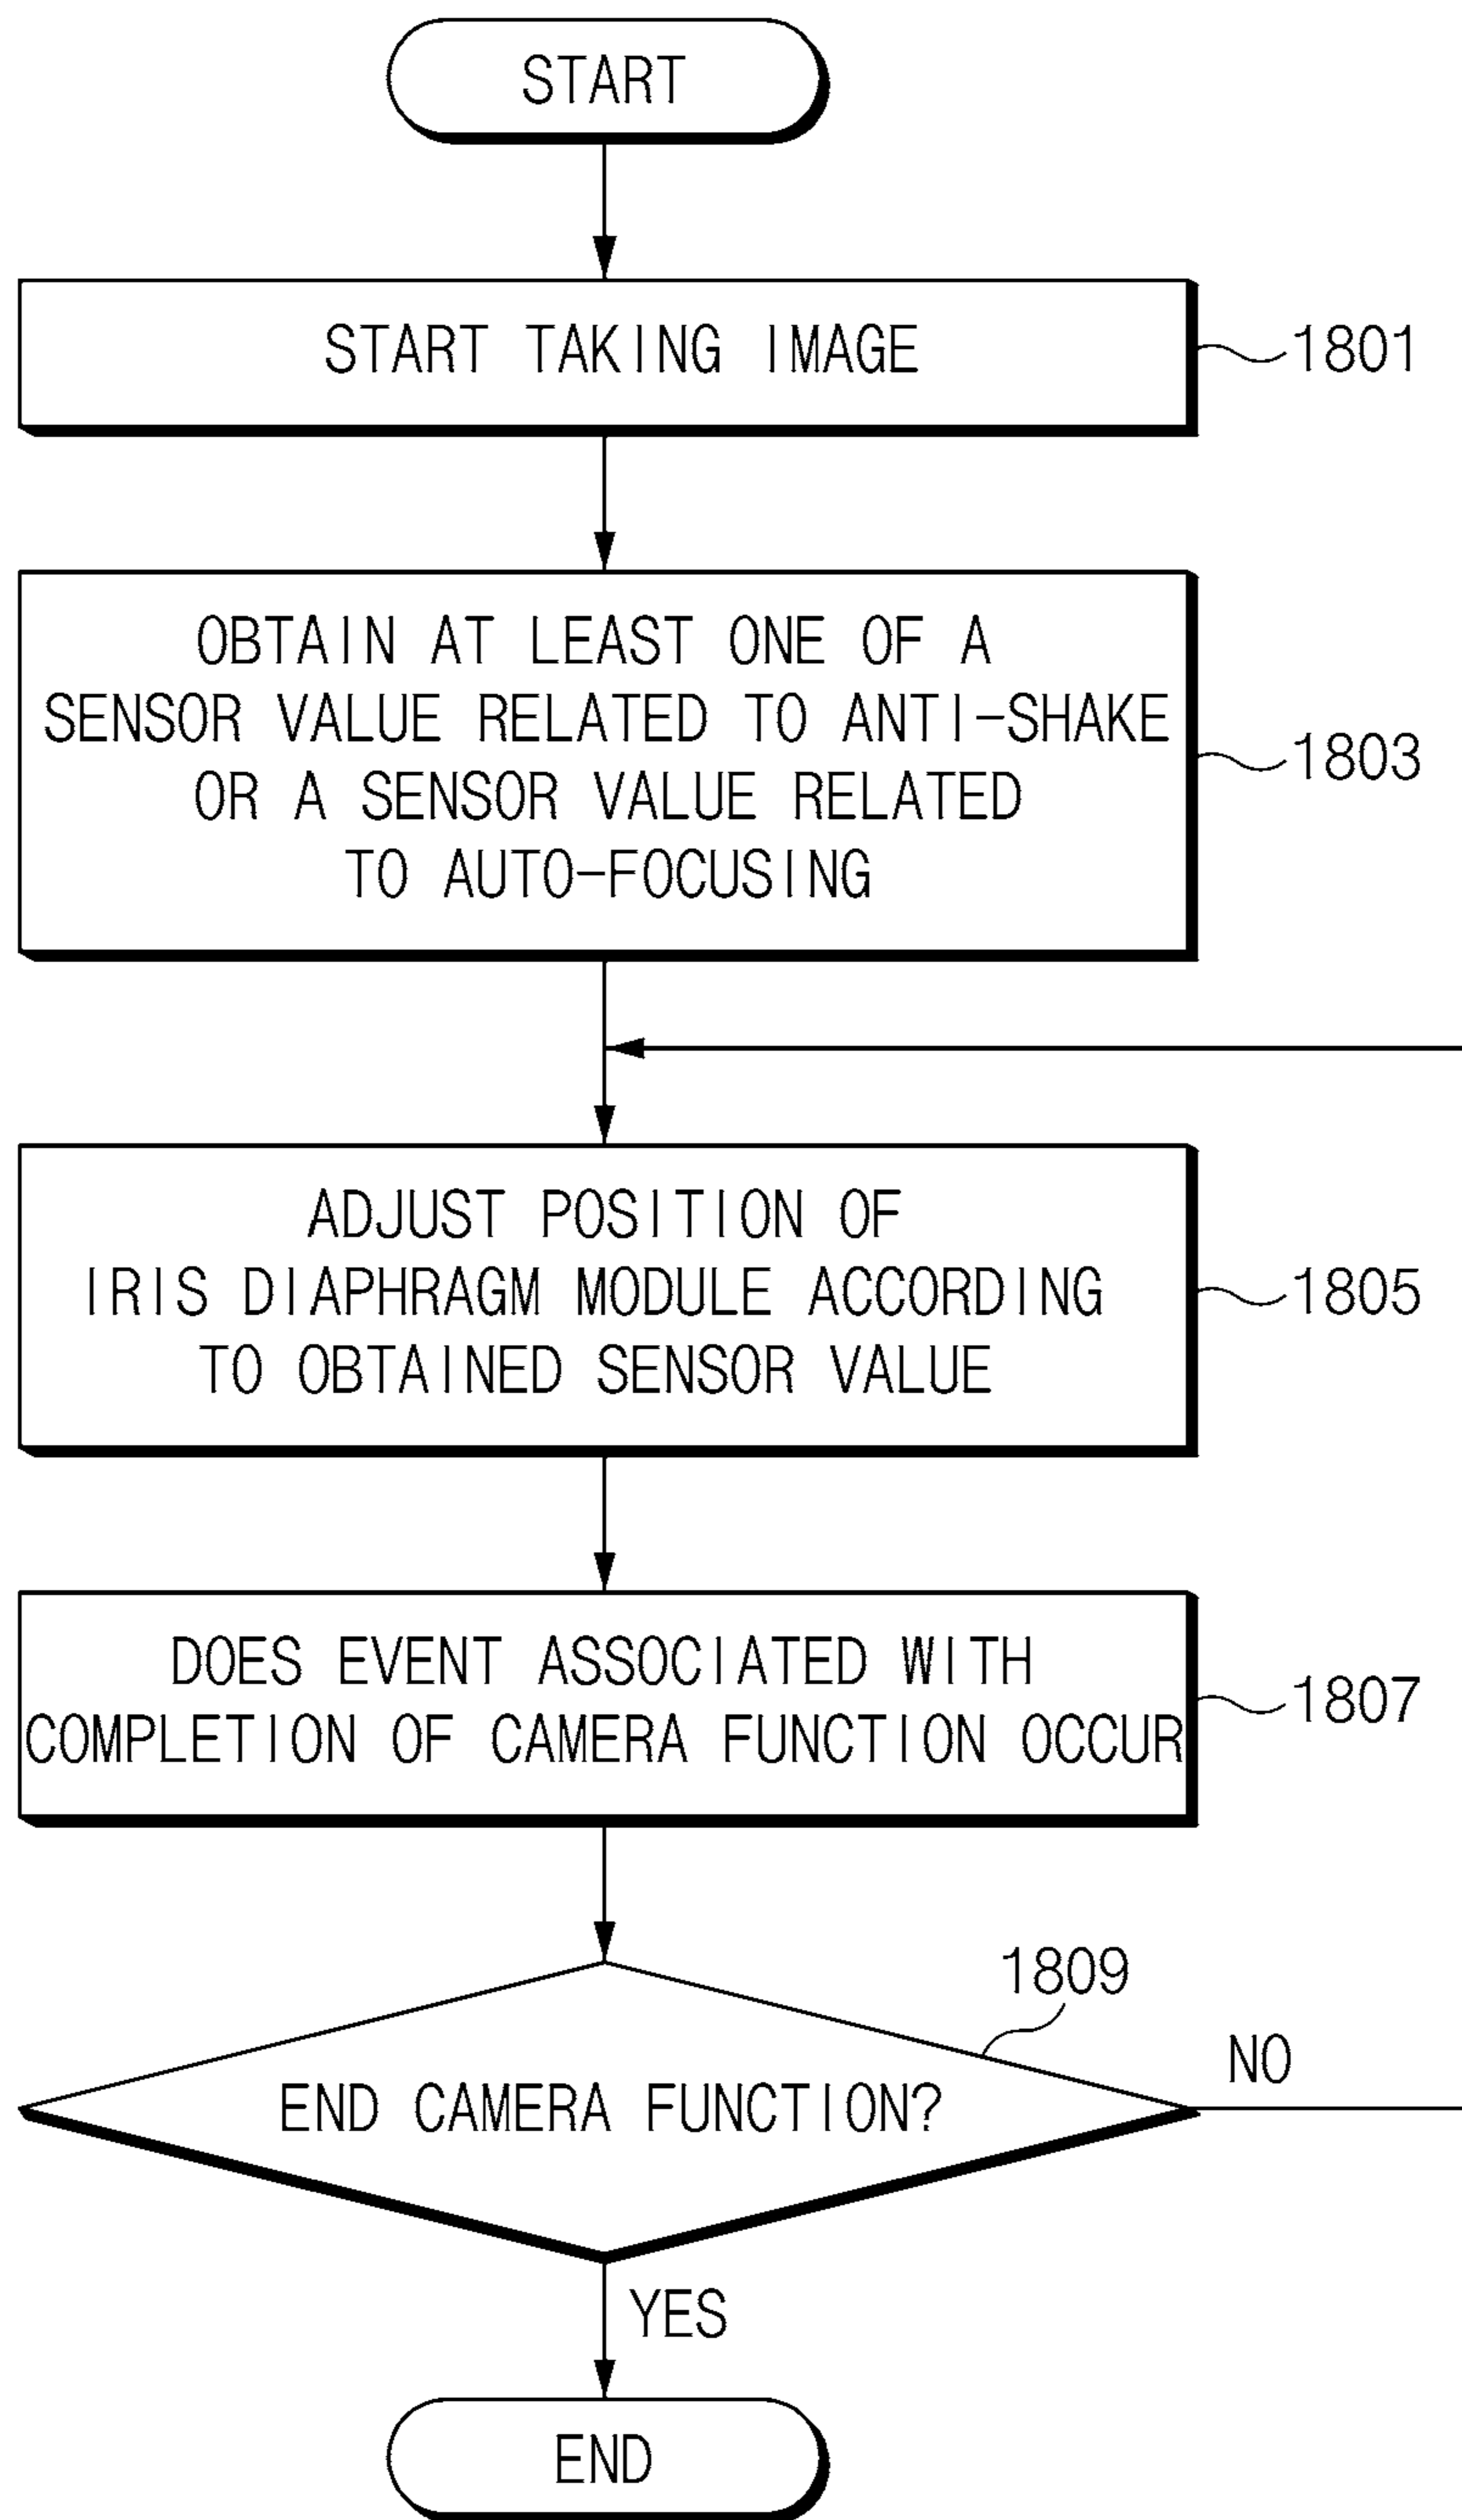 START
START TAKING IMAGE
1801
OBTAIN AT LEAST ONE OF A
SENSOR VALUE RELATED TO ANTI-SHAKE
OR A SENSOR VALUE RELATED
TO AUTO-FOCUSING
1803
ADJUST POSITION OF
IRIS DIAPHRAGM MODULE ACCORDING
TO OBTAINED SENSOR VALUE
1805
DOES EVENT ASSOCIATED WITH
COMPLETION OF CAMERA FUNCTION OCCUR
1807
1809
END CAMERA FUNCTION?
NO
YES
END